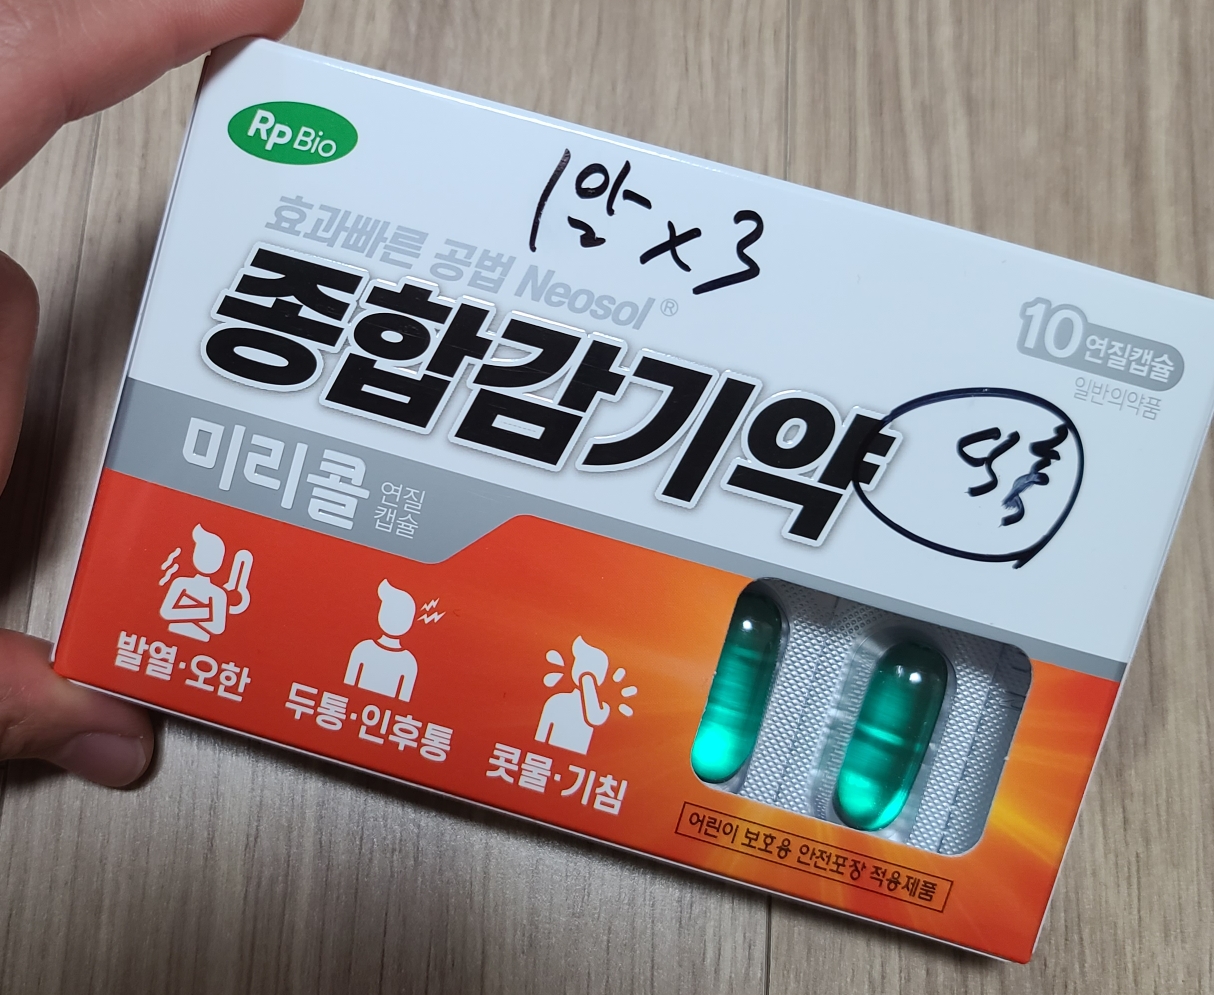 Rp Bio
1알 x 3
효과빠른 공법 Neosol®
종합감기약
10 연질캡슐
일반의약품
미리콜 연질캡슐
발열·오한
두통·인후통
콧물·기침
어린이 보호용 안전포장 적용제품